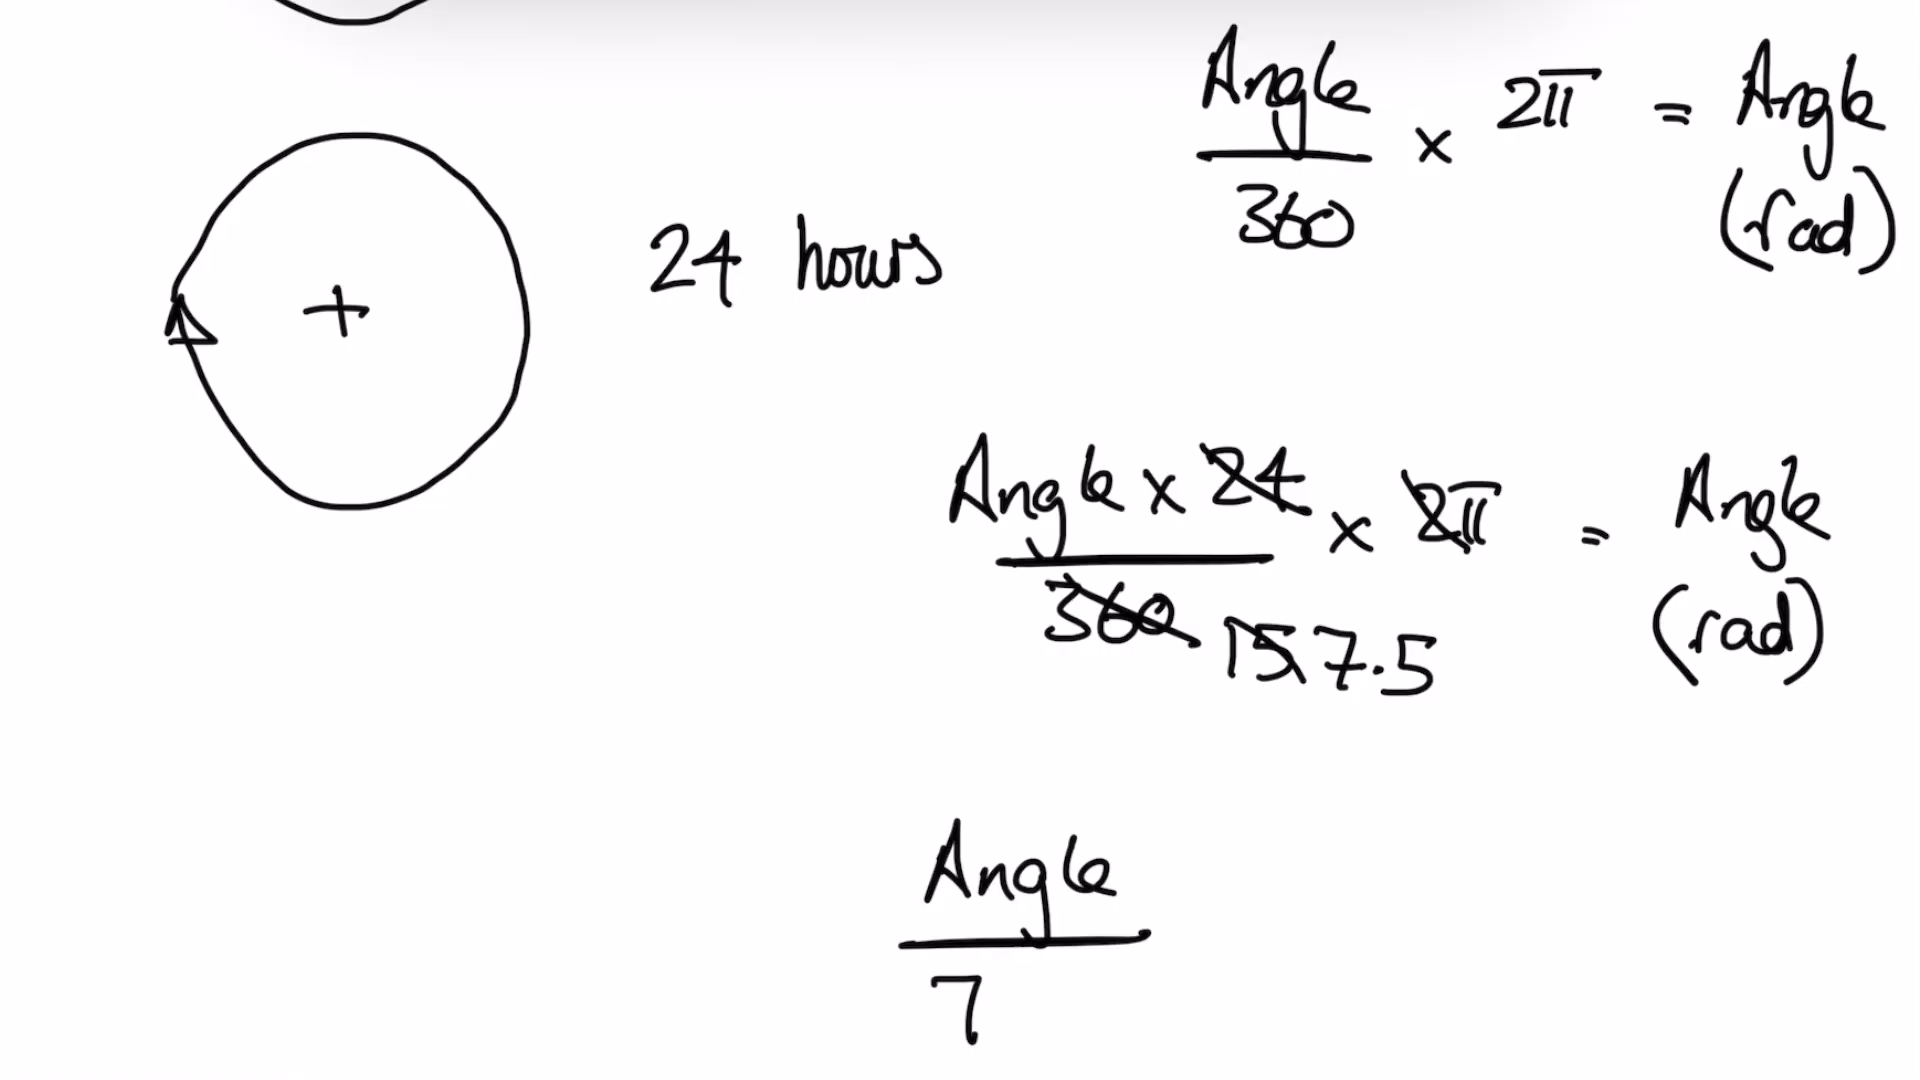 Angle × 2π = Angle
360 (rad)
24 hours
Angle × 24 × 2π = Angle
360 15 7.5 (rad)
Angle
7